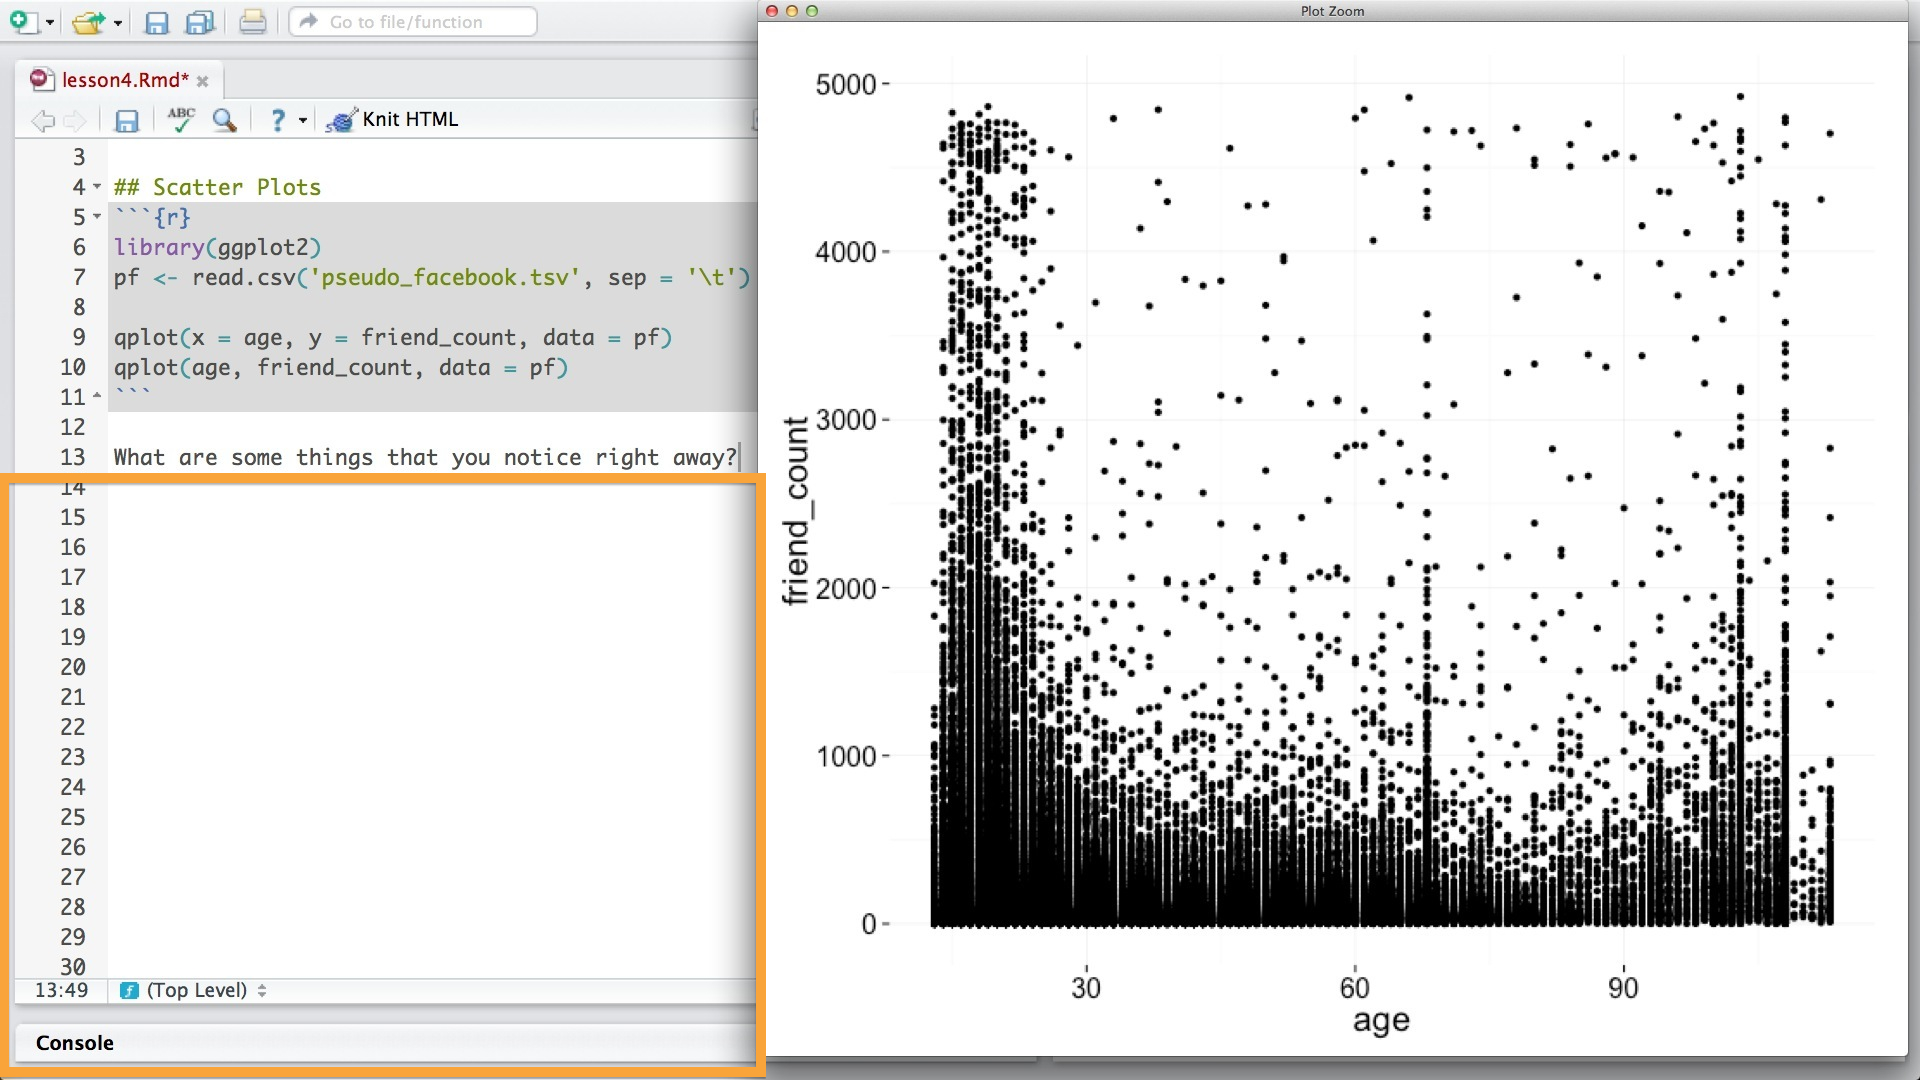 Go to file/function
lesson4.Rmd*
ABC
? Knit HTML
3
4 ## Scatter Plots
5 ```{r}
6 library(ggplot2)
7 pf <- read.csv('pseudo_facebook.tsv', sep = '\t')
8
9 qplot(x = age, y = friend_count, data = pf)
10 qplot(age, friend_count, data = pf)
11 ```
12
13 What are some things that you notice right away?
14
15
16
17
18
19
20
21
22
23
24
25
26
27
28
29
30
13:49 (Top Level)
Console
Plot Zoom
5000
4000
3000
2000
1000
0
friend_count
30 60 90
age